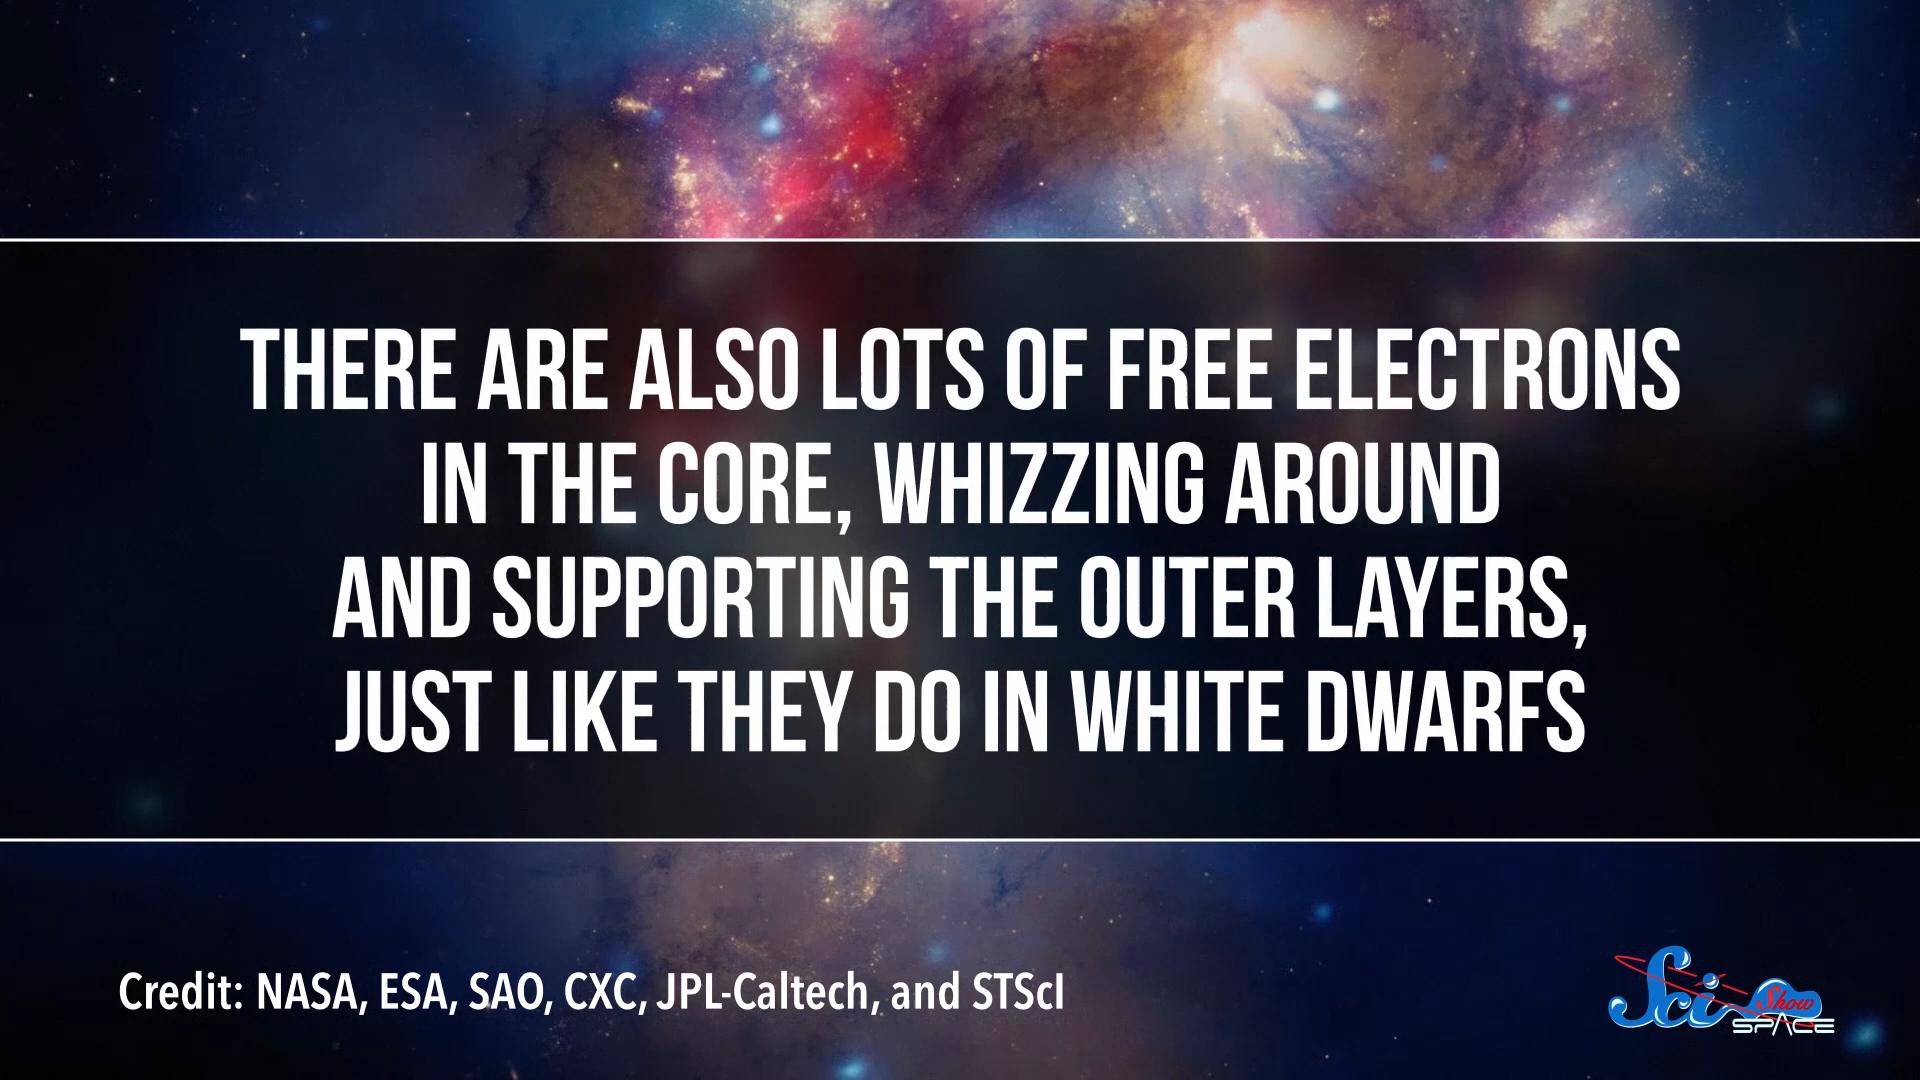 THERE ARE ALSO LOTS OF FREE ELECTRONS
IN THE CORE, WHIZZING AROUND
AND SUPPORTING THE OUTER LAYERS,
JUST LIKE THEY DO IN WHITE DWARFS
Credit: NASA, ESA, SAO, CXC, JPL-Caltech, and STScI
Sci Show
SPACE